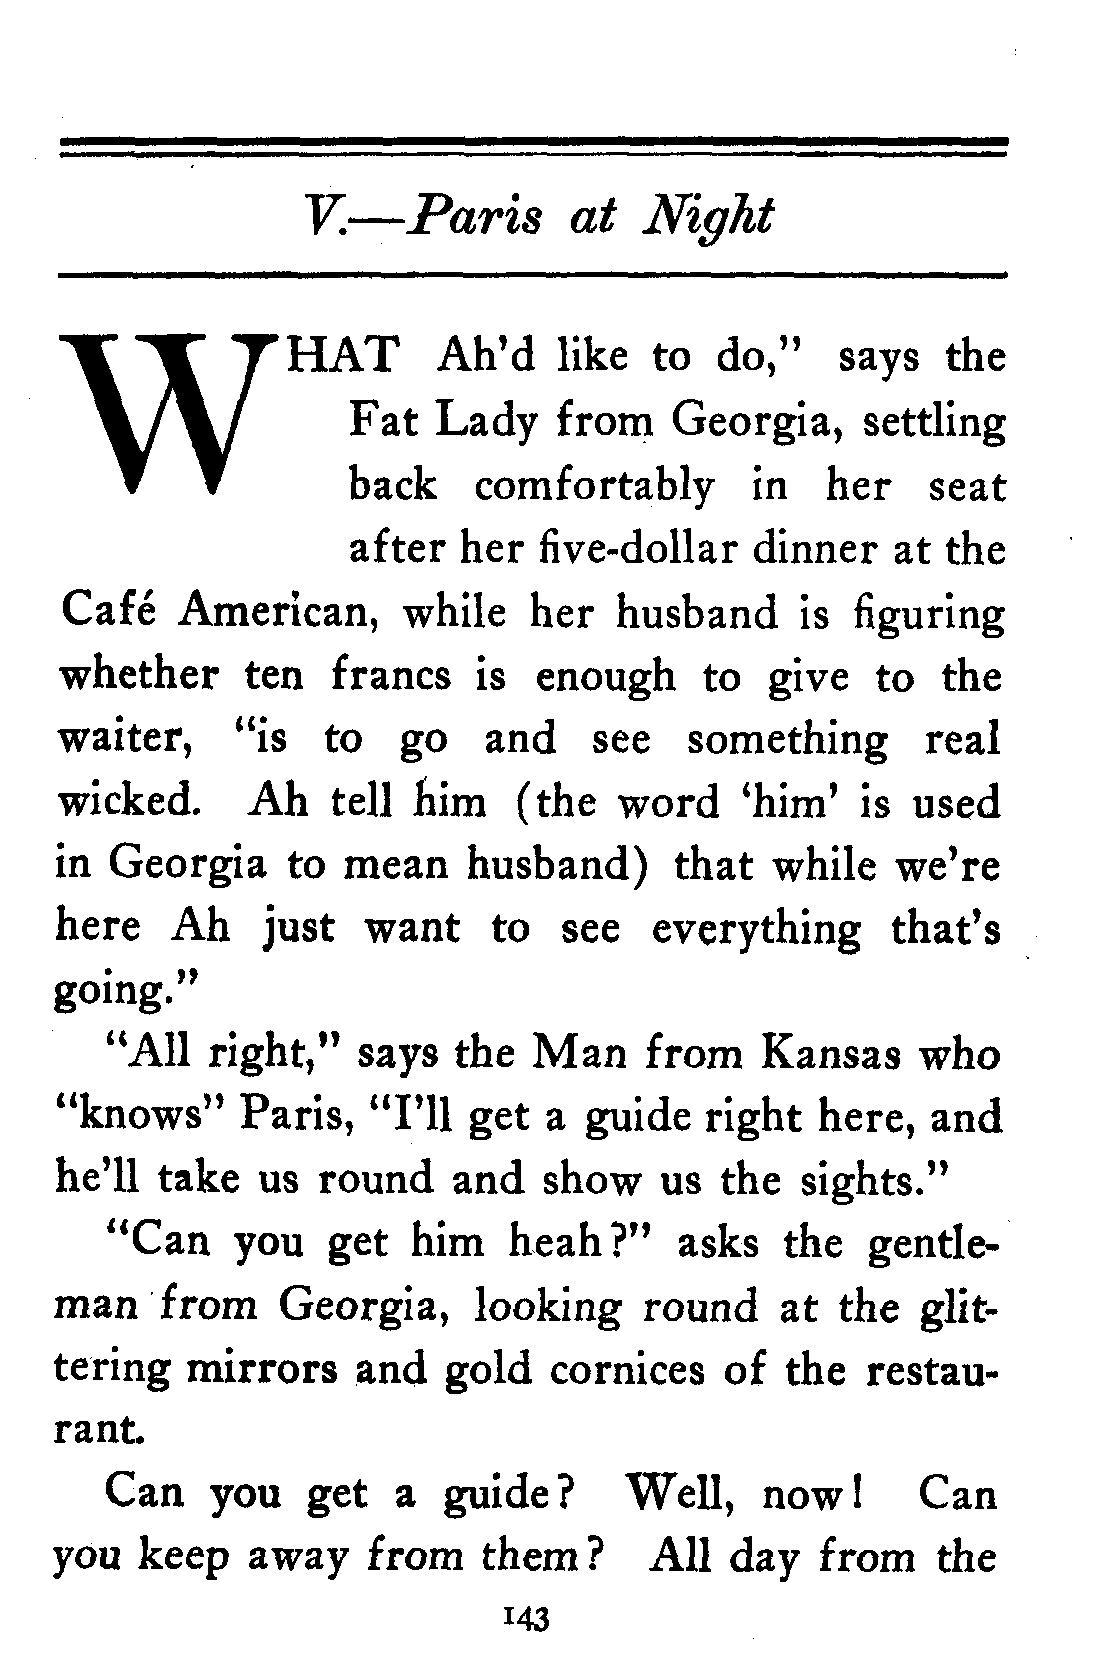 V.—Paris at Night
WHAT Ah'd like to do," says the
Fat Lady from Georgia, settling
back comfortably in her seat
after her five-dollar dinner at the
Café American, while her husband is figuring
whether ten francs is enough to give to the
waiter, "is to go and see something real
wicked. Ah tell him (the word 'him' is used
in Georgia to mean husband) that while we're
here Ah just want to see everything that's
going."
"All right," says the Man from Kansas who
"knows" Paris, "I'll get a guide right here, and
he'll take us round and show us the sights."
"Can you get him heah?" asks the gentle-
man from Georgia, looking round at the glit-
tering mirrors and gold cornices of the restau-
rant.
Can you get a guide? Well, now! Can
you keep away from them? All day from the
143